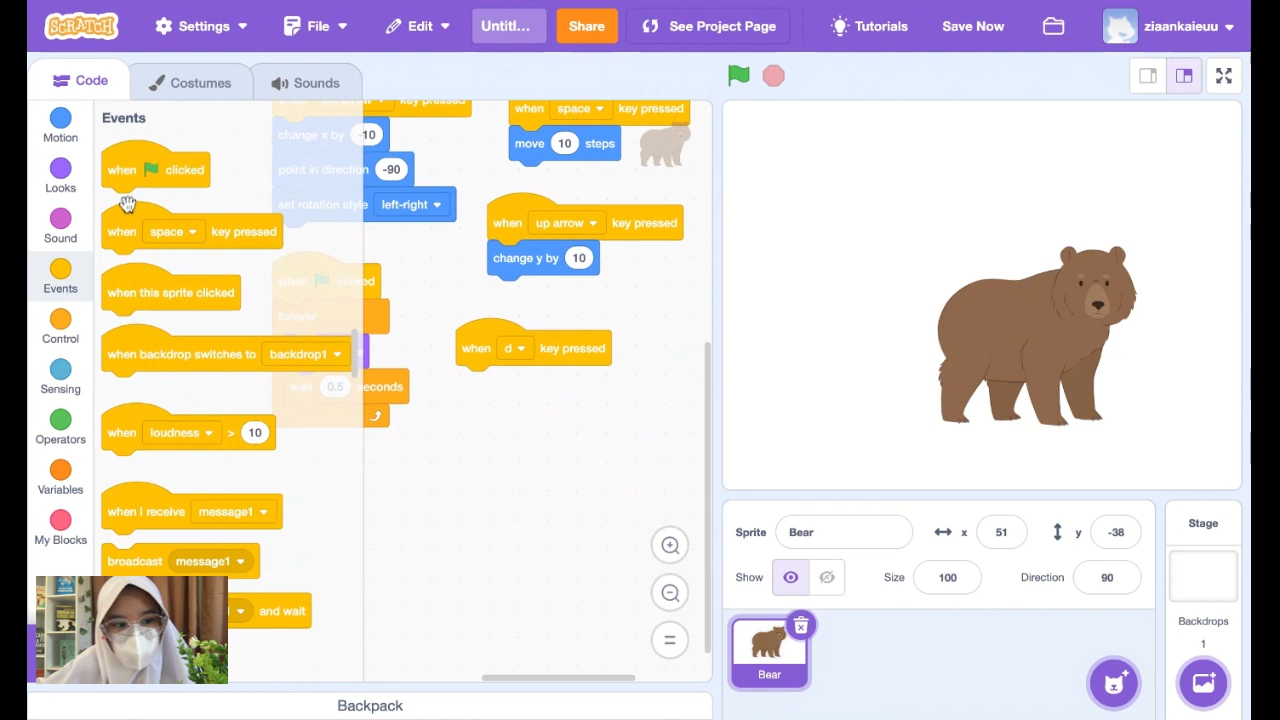 SCRATCH Settings File Edit Untitl... Share See Project Page Tutorials Save Now ziaankaieuu
Code Costumes Sounds
Motion
Looks
Sound
Events
Control
Sensing
Operators
Variables
My Blocks
Events
when clicked
when space key pressed
when this sprite clicked
when backdrop switches to backdrop1
when loudness > 10
when I receive message1
broadcast message1
and wait
key pressed
change x by -10
point in direction -90
set rotation style left-right
when clicked
forever
wait 0.5 seconds
when space key pressed
move 10 steps
when up arrow key pressed
change y by 10
when d key pressed
Backpack
Sprite Bear x 51 y -38
Show Size 100 Direction 90
Bear
Stage
Backdrops
1